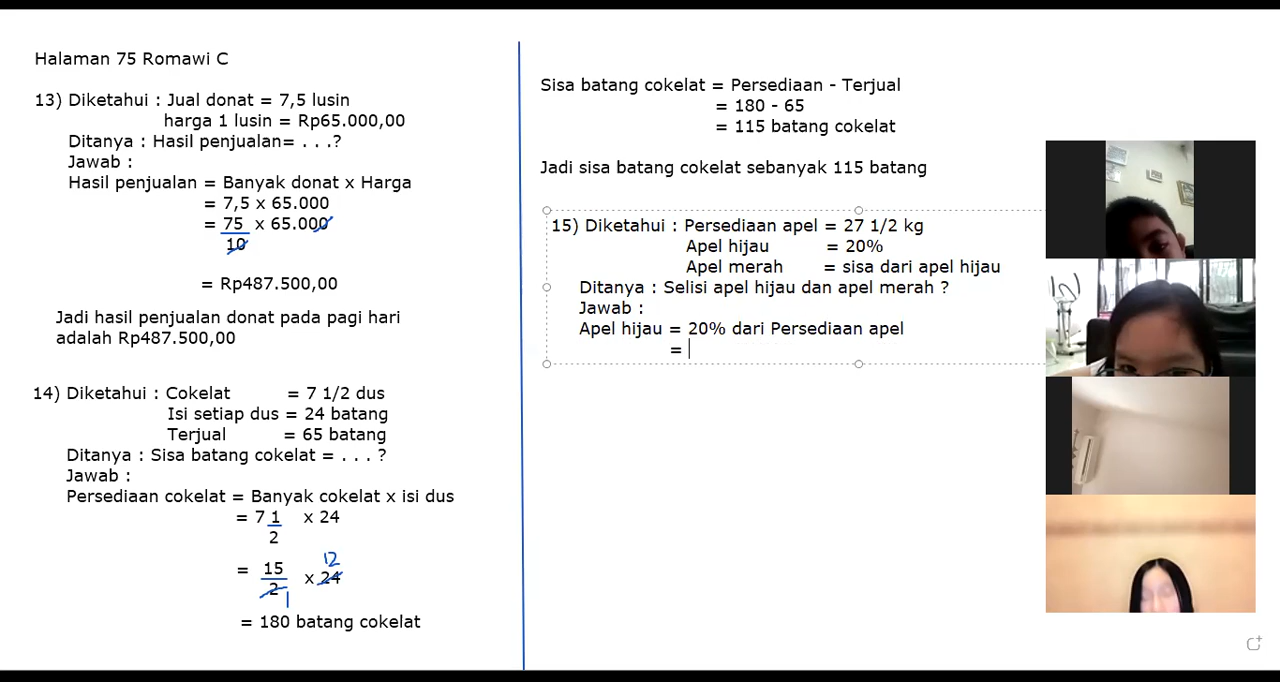 Halaman 75 Romawi C
13) Diketahui : Jual donat = 7,5 lusin
harga 1 lusin = Rp65.000,00
Ditanya : Hasil penjualan= . . .?
Jawab :
Hasil penjualan = Banyak donat x Harga
= 7,5 x 65.000
= 75 x 65.000
10
= Rp487.500,00
Jadi hasil penjualan donat pada pagi hari
adalah Rp487.500,00
14) Diketahui : Cokelat = 7 1/2 dus
Isi setiap dus = 24 batang
Terjual = 65 batang
Ditanya : Sisa batang cokelat = . . . ?
Jawab :
Persediaan cokelat = Banyak cokelat x isi dus
= 7 1 x 24
2
12
= 15 x 24
2 1
= 180 batang cokelat
Sisa batang cokelat = Persediaan - Terjual
= 180 - 65
= 115 batang cokelat
Jadi sisa batang cokelat sebanyak 115 batang
15) Diketahui : Persediaan apel = 27 1/2 kg
Apel hijau = 20%
Apel merah = sisa dari apel hijau
Ditanya : Selisi apel hijau dan apel merah ?
Jawab :
Apel hijau = 20% dari Persediaan apel
=